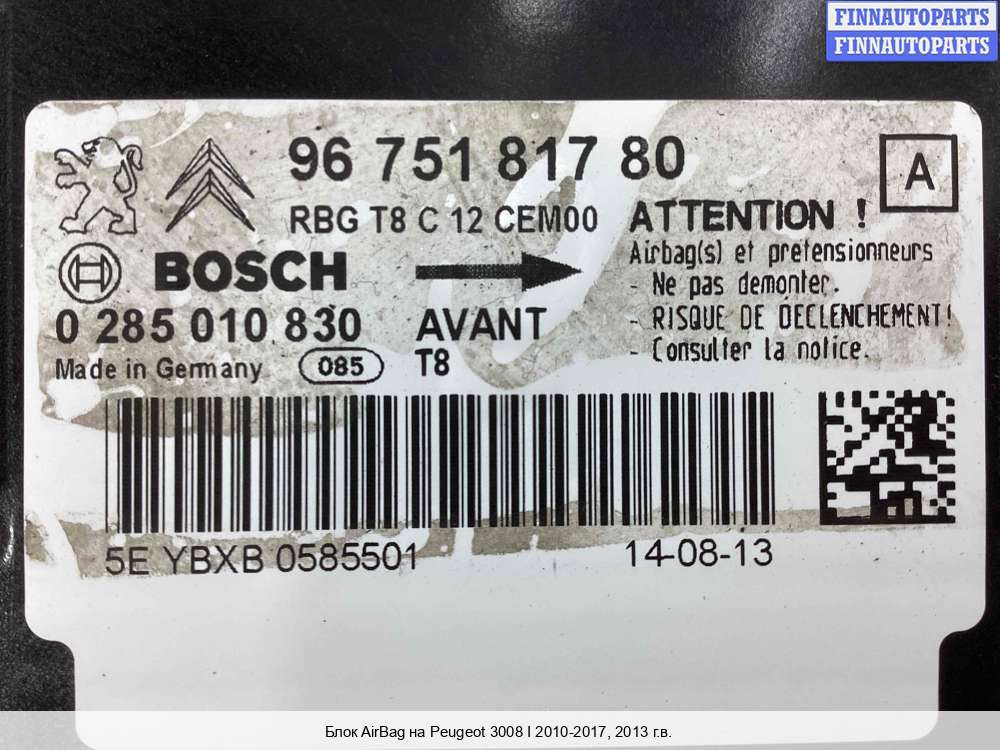 FINNAUTOPARTS
FINNAUTOPARTS
96 751 817 80
A
RBG T8 C 12 CEM00
ATTENTION !
Airbag(s) et pretensionneurs
- Ne pas demonter.
- RISQUE DE DECLENCHEMENT!
- Consulter la notice.
BOSCH
0 285 010 830
AVANT
Made in Germany
085
T8
5E YBXB 0585501
14-08-13
Блок AirBag на Peugeot 3008 I 2010-2017, 2013 г.в.